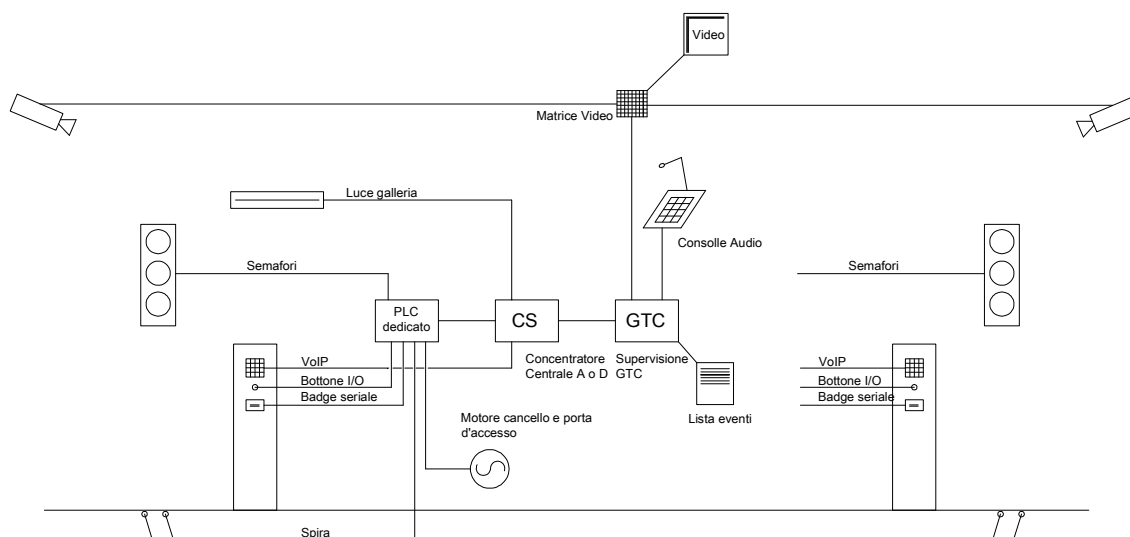 Video
Matrice Video
Luce galleria
Consolle Audio
Semafori
Semafori
PLC
dedicato
CS
GTC
Concentratore
Centrale A o D
Supervisione
GTC
VoIP
Bottone I/O
Badge seriale
VoIP
Bottone I/O
Badge seriale
Lista eventi
Motore cancello e porta
d'accesso
Spira